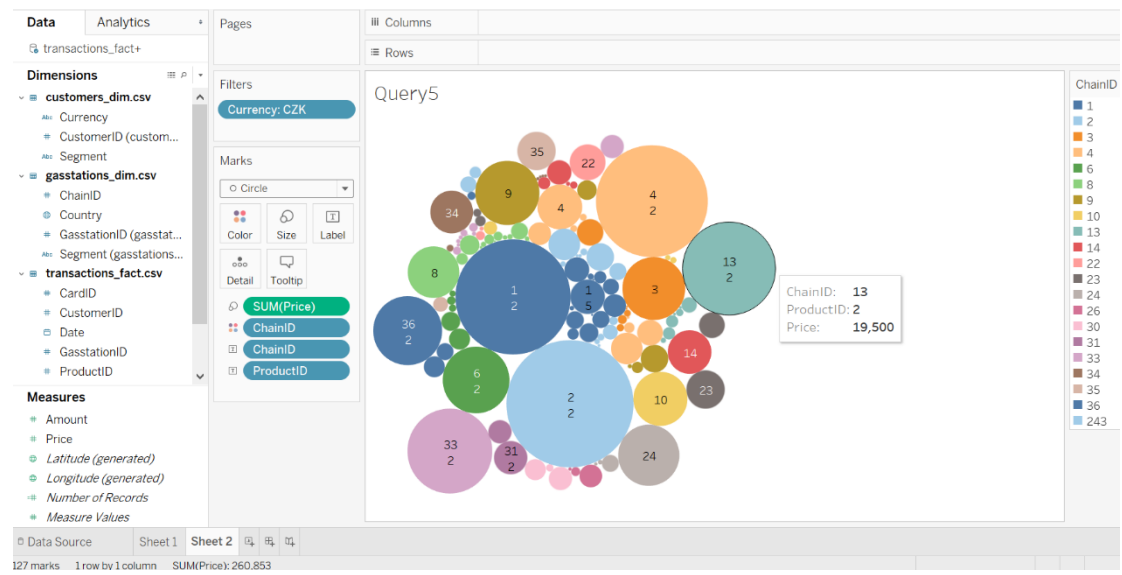 Data
Analytics
transactions_fact+
Dimensions
customers_dim.csv
Abc Currency
# CustomerID (custom...
Abc Segment
gasstations_dim.csv
# ChainID
Country
# GasstationID (gasstat...
Abc Segment (gasstations...
transactions_fact.csv
# CardID
# CustomerID
Date
# GasstationID
# ProductID
Measures
# Amount
# Price
Latitude (generated)
Longitude (generated)
=# Number of Records
# Measure Values
Pages
Filters
Currency: CZK
Marks
Circle
Color
Size
Label
Detail
Tooltip
SUM(Price)
ChainID
ChainID
ProductID
Columns
Rows
Query5
35
22
9
4
4
2
34
13
2
8
1
2
1
5
3
36
2
14
6
2
23
2
2
10
33
2
31
2
24
ChainID: 13
ProductID: 2
Price: 19,500
ChainID
1
2
3
4
6
8
9
10
13
14
22
23
24
26
30
31
33
34
35
36
243
Data Source
Sheet 1
Sheet 2
127 marks 1 row by 1 column SUM(Price): 260,853